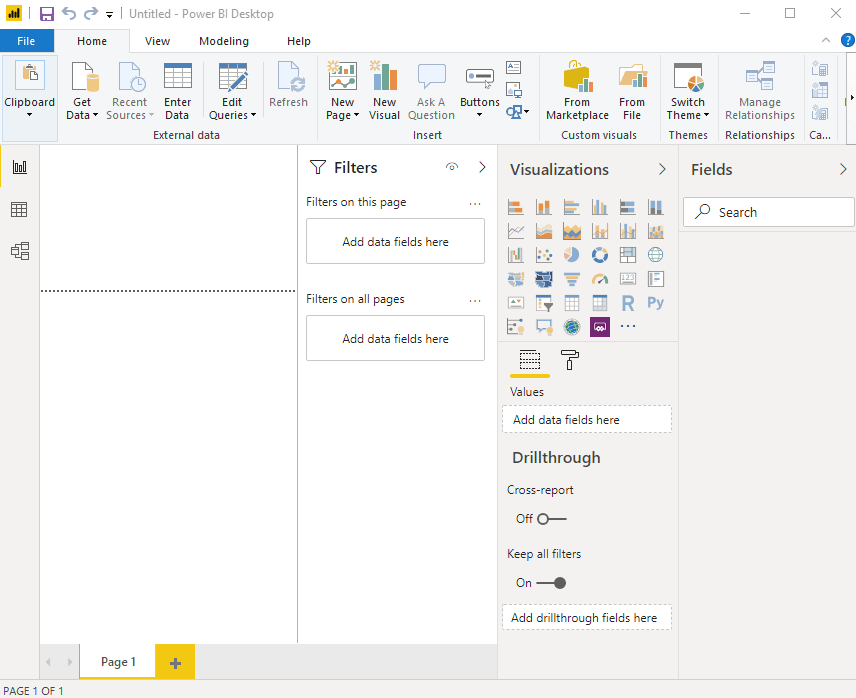 Untitled - Power BI Desktop
File Home View Modeling Help
?
Clipboard
Get Data
Recent Sources
Enter Data
Edit Queries
Refresh
New Page
New Visual
Ask A Question
Buttons
From Marketplace
From File
Switch Theme
Manage Relationships
External data
Insert
Custom visuals
Themes
Relationships
Ca...
Filters
Filters on this page
...
Add data fields here
Filters on all pages
...
Add data fields here
Visualizations
123
R
Py
...
Values
Add data fields here
Drillthrough
Cross-report
Off
Keep all filters
On
Add drillthrough fields here
Fields
Search
Page 1
+
PAGE 1 OF 1